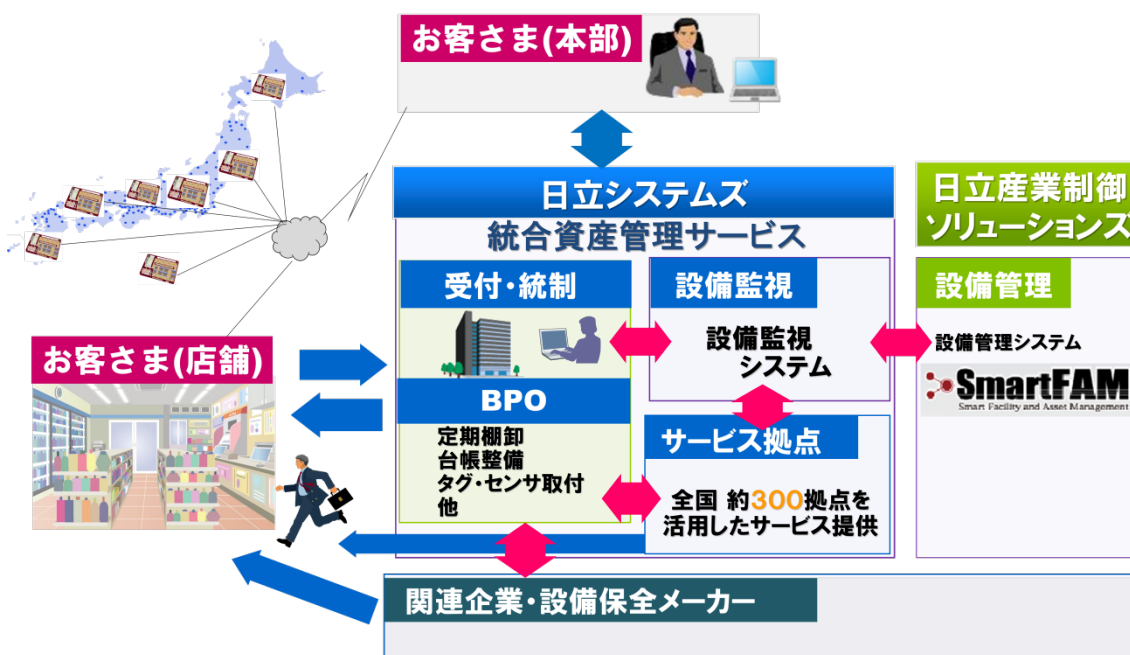 お客さま(本部)
日立システムズ
統合資産管理サービス
受付・統制
BPO
定期棚卸
台帳整備
タグ・センサ取付
他
設備監視
設備監視
システム
サービス拠点
全国 約300拠点を
活用したサービス提供
日立産業制御
ソリューションズ
設備管理
設備管理システム
SmartFAM
Smart Facility and Asset Management
お客さま(店舗)
関連企業・設備保全メーカー